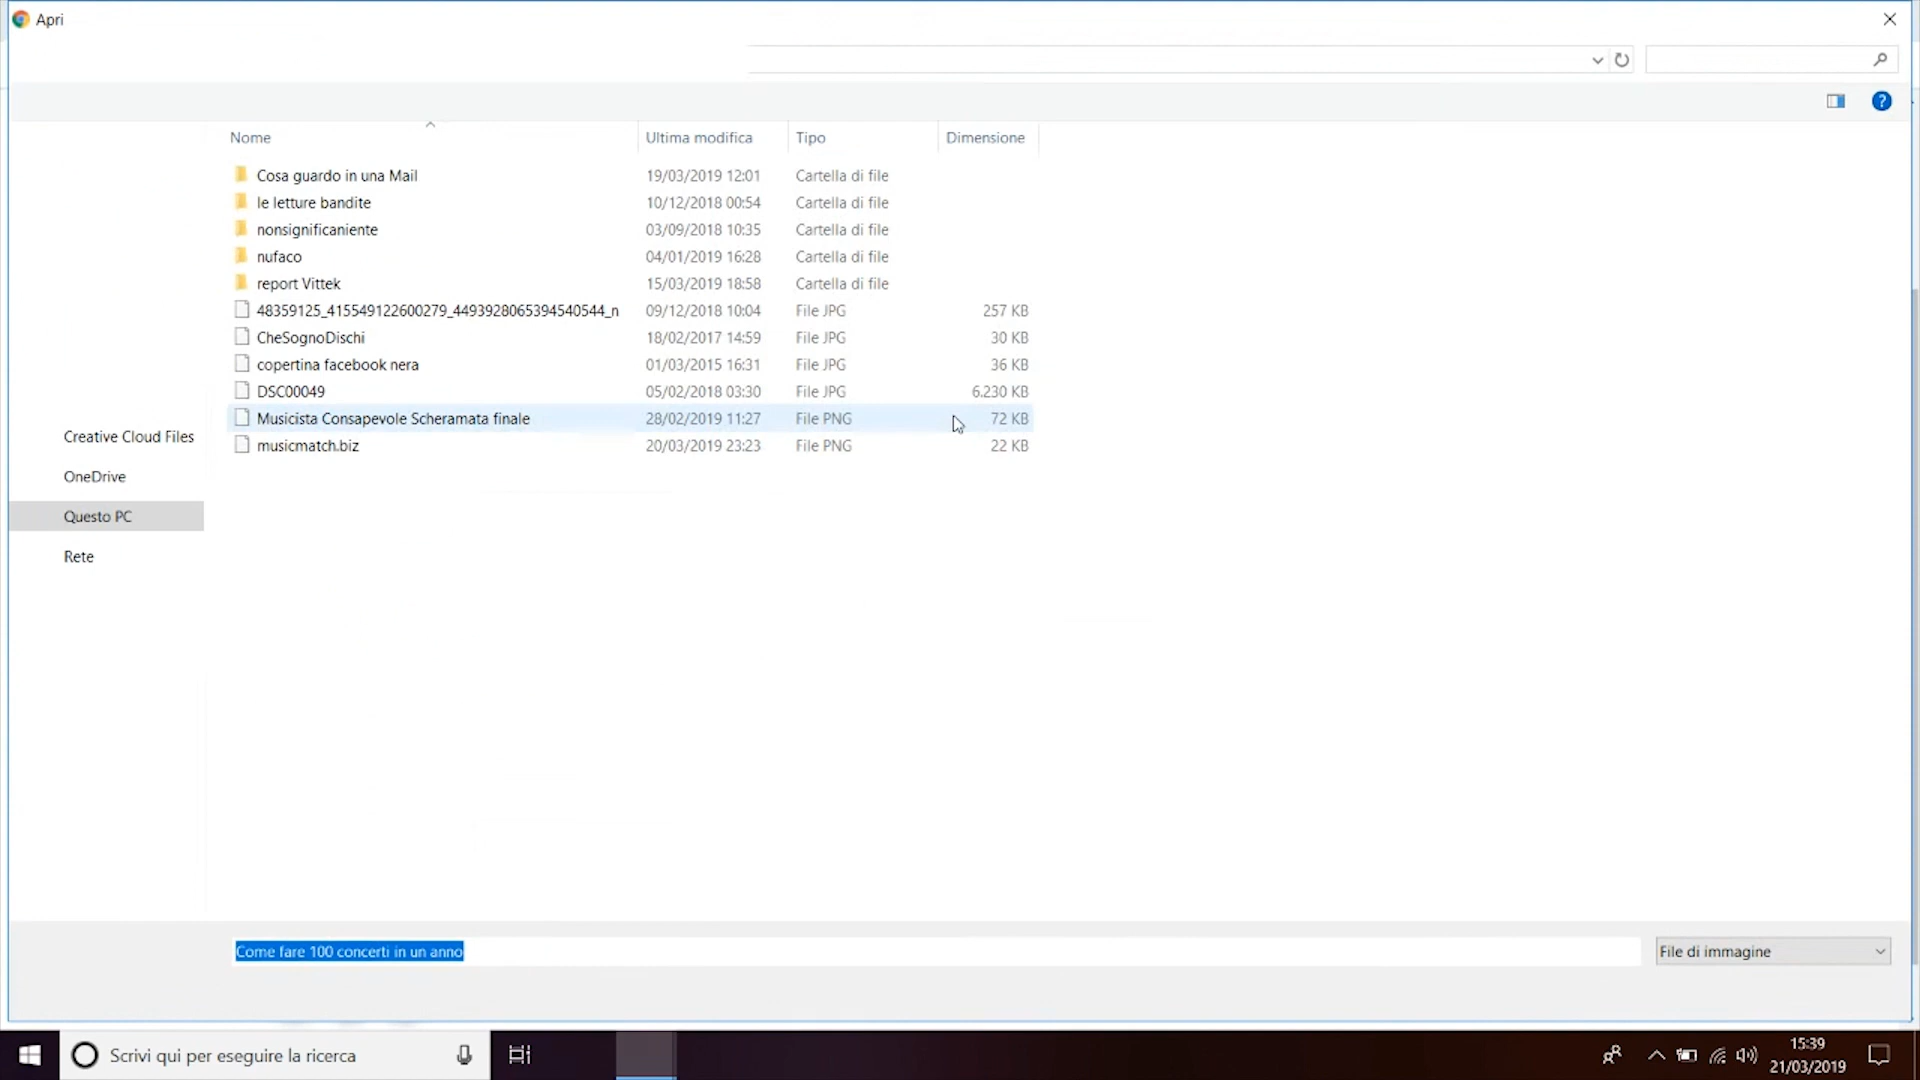 Apri
Nome Ultima modifica Tipo Dimensione
Cosa guardo in una Mail 19/03/2019 12:01 Cartella di file
le letture bandite 10/12/2018 00:54 Cartella di file
nonsignificaniente 03/09/2018 10:35 Cartella di file
nufaco 04/01/2019 16:28 Cartella di file
report Vittek 15/03/2019 18:58 Cartella di file
48359125_415549122600279_4493928065394540544_n 09/12/2018 10:04 File JPG 257 KB
CheSognoDischi 18/02/2017 14:59 File JPG 30 KB
copertina facebook nera 01/03/2015 16:31 File JPG 36 KB
DSC00049 05/02/2018 03:30 File JPG 6.230 KB
Musicista Consapevole Scheramata finale 28/02/2019 11:27 File PNG 72 KB
musicmatch.biz 20/03/2019 23:23 File PNG 22 KB
Creative Cloud Files
OneDrive
Questo PC
Rete
Come fare 100 concerti in un anno File di immagine
Scrivi qui per eseguire la ricerca
15:39
21/03/2019